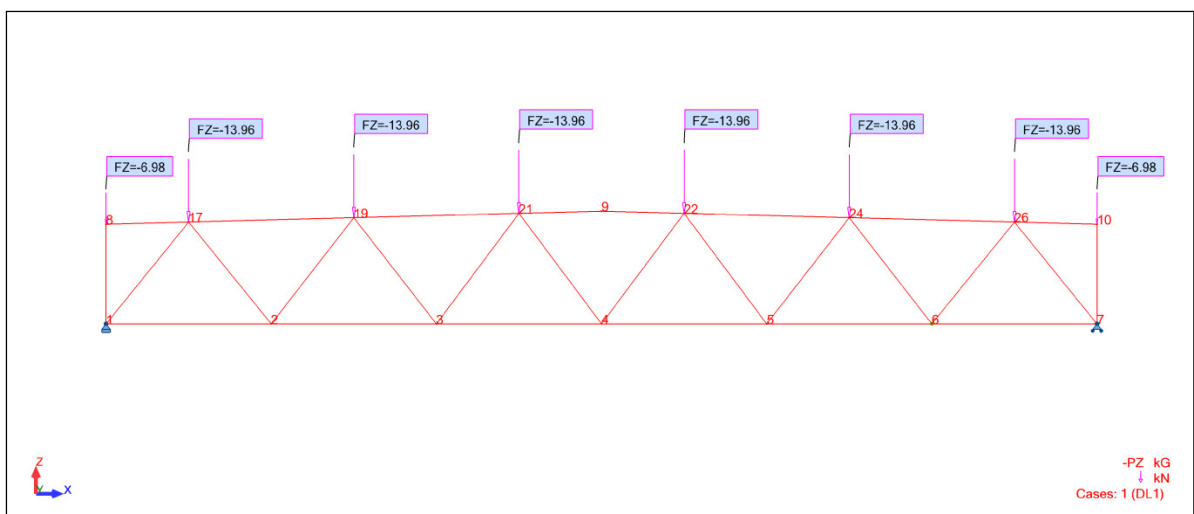 FZ=-13.96
FZ=-13.96
FZ=-13.96
FZ=-13.96
FZ=-13.96
FZ=-13.96
FZ=-6.98
FZ=-6.98
8
17
19
21
9
22
24
26
10
1
2
3
4
5
6
7
Z
Y X
-PZ kG
kN
Cases: 1 (DL1)